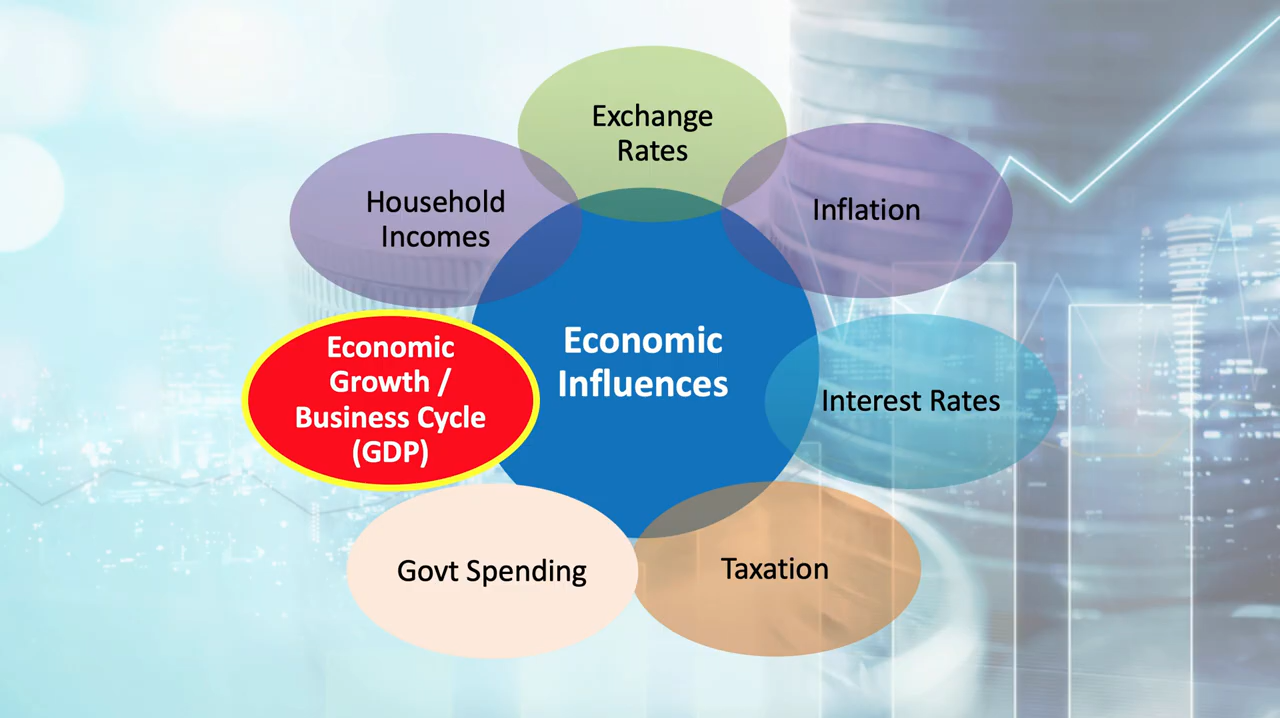 Exchange
Rates
Household
Incomes
Inflation
Economic
Influences
Economic
Growth /
Business Cycle
(GDP)
Interest Rates
Govt Spending
Taxation